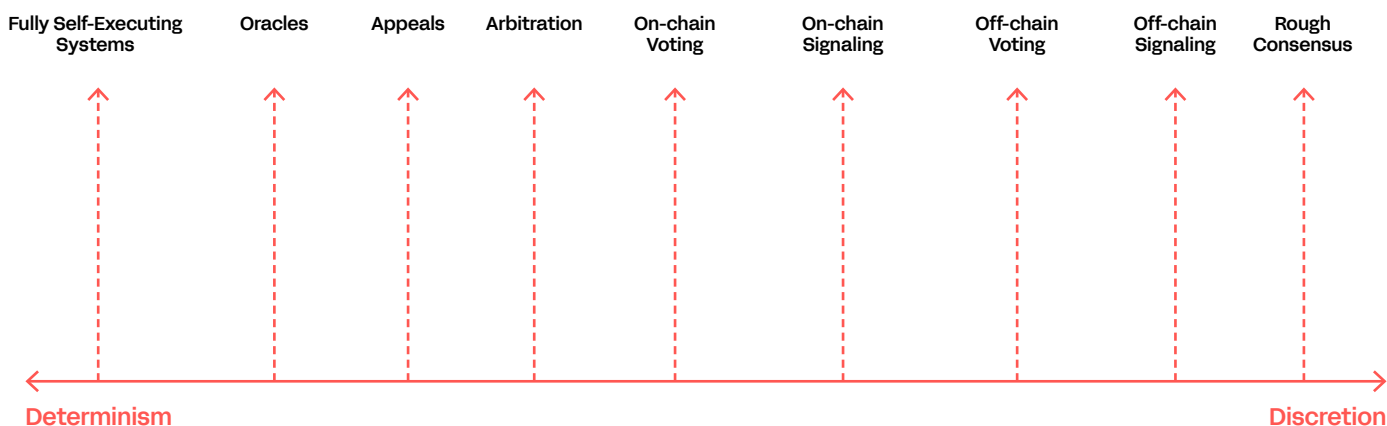 Fully Self-Executing
Systems
Oracles
Appeals
Arbitration
On-chain
Voting
On-chain
Signaling
Off-chain
Voting
Off-chain
Signaling
Rough
Consensus
Determinism
Discretion